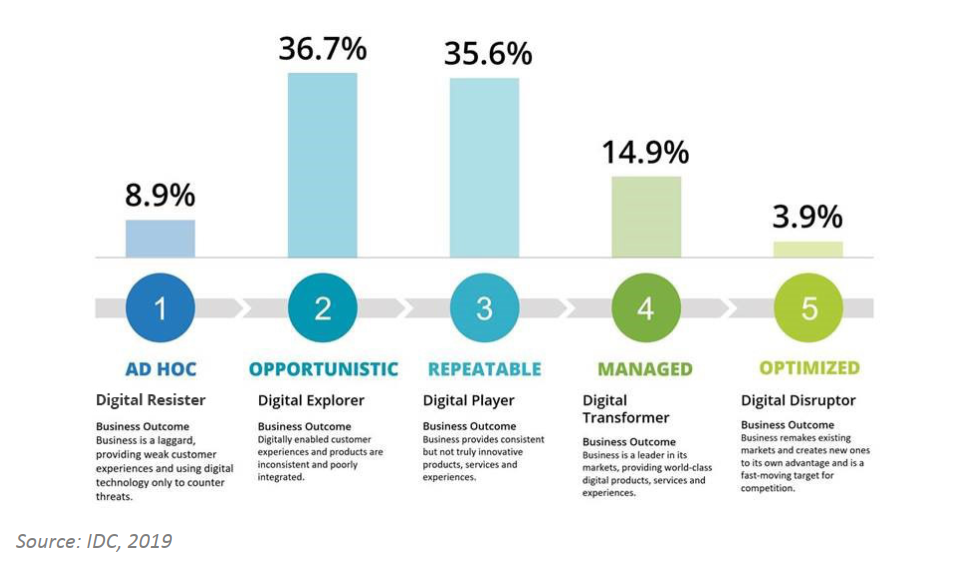 36.7%
35.6%
14.9%
8.9%
3.9%
1
2
3
4
5
AD HOC
OPPORTUNISTIC
REPEATABLE
MANAGED
OPTIMIZED
Digital Resister
Business Outcome
Business is a laggard,
providing weak customer
experiences and using digital
technology only to counter
threats.
Digital Explorer
Business Outcome
Digitally enabled customer
experiences and products are
inconsistent and poorly
integrated.
Digital Player
Business Outcome
Business provides consistent
but not truly innovative
products, services and
experiences.
Digital
Transformer
Business Outcome
Business is a leader in its
markets, providing world-class
digital products, services and
experiences.
Digital Disruptor
Business Outcome
Business remakes existing
markets and creates new ones
to its own advantage and is a
fast-moving target for
competition.
Source: IDC, 2019